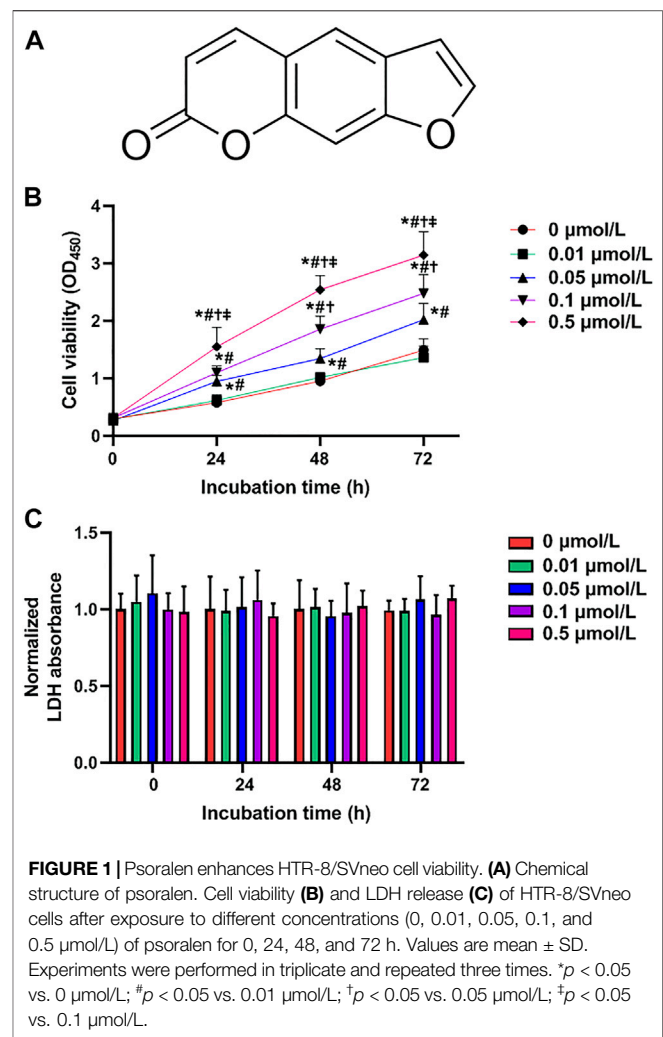 A
O
O
O
B
Cell viability (OD450)
4
3
2
1
0
*#†‡
*#
*#
*#†‡
*#†
*#
*#†‡
*#†
*#
0
24
48
72
Incubation time (h)
0 μmol/L
0.01 μmol/L
0.05 μmol/L
0.1 μmol/L
0.5 μmol/L
C
Normalized
LDH absorbance
1.5
1.0
0.5
0.0
0
24
48
72
Incubation time (h)
0 μmol/L
0.01 μmol/L
0.05 μmol/L
0.1 μmol/L
0.5 μmol/L
FIGURE 1 | Psoralen enhances HTR-8/SVneo cell viability. (A) Chemical
structure of psoralen. Cell viability (B) and LDH release (C) of HTR-8/SVneo
cells after exposure to different concentrations (0, 0.01, 0.05, 0.1, and
0.5 μmol/L) of psoralen for 0, 24, 48, and 72 h. Values are mean ± SD.
Experiments were performed in triplicate and repeated three times. *p < 0.05
vs. 0 μmol/L; #p < 0.05 vs. 0.01 μmol/L; †p < 0.05 vs. 0.05 μmol/L; ‡p < 0.05
vs. 0.1 μmol/L.